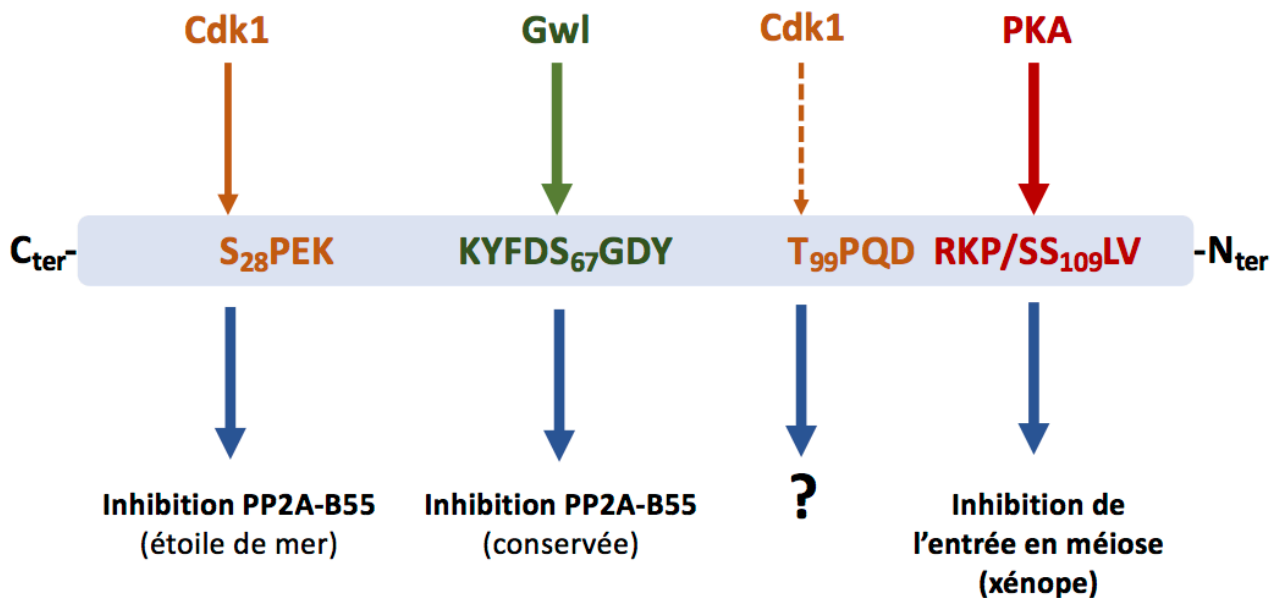 Cdk1 Gwl Cdk1 PKA
Cter- S28PEK KYFDS67GDY T99PQD RKP/SS109LV -Nter
Inhibition PP2A-B55
(étoile de mer)
Inhibition PP2A-B55
(conservée)
?
Inhibition de
l'entrée en méiose
(xénope)